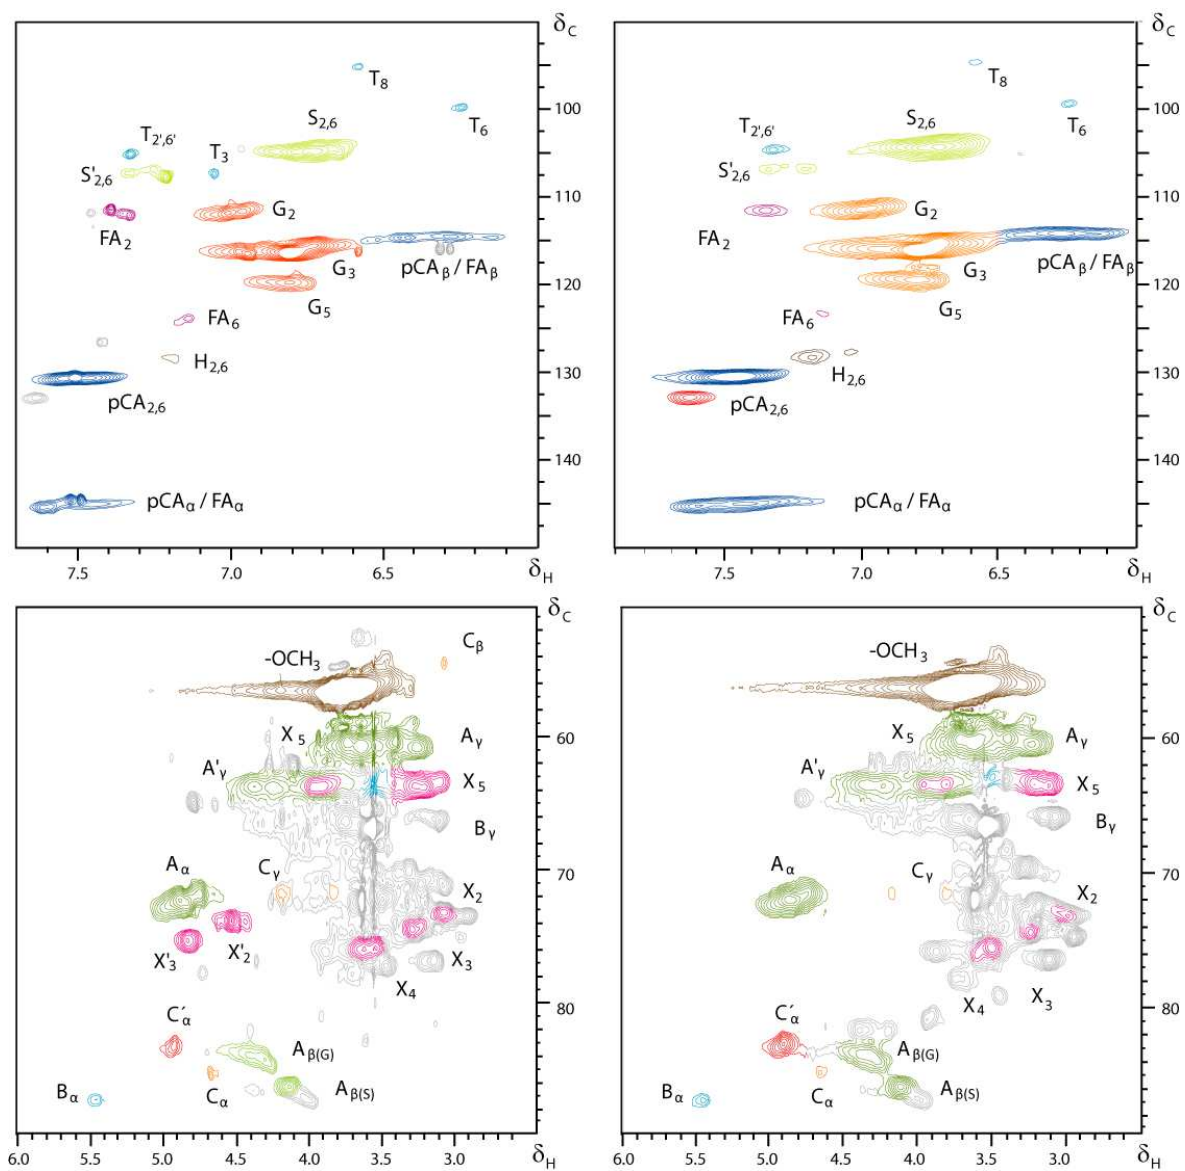 δC
T8
100
T6
S2,6
T2',6'
T3
S'2,6
110
G2
FA2
G3
pCAβ / FAβ
120
G5
FA6
H2,6
130
pCA2,6
140
pCAα / FAα
7.5 7.0 6.5 δH
δC
T8
100
T6
S2,6
T2',6'
S'2,6
110
G2
FA2
G3
pCAβ / FAβ
120
G5
FA6
H2,6
130
pCA2,6
140
pCAα / FAα
7.5 7.0 6.5 δH
δC
Cβ
-OCH3
X5
Aγ
60
A'γ
X5
Bγ
Aα
Cγ
70
X2
X'3
X'2
X3
X4
80
C'α
Aβ(G)
Bα
Cα
Aβ(S)
6.0 5.5 5.0 4.5 4.0 3.5 3.0 δH
δC
-OCH3
X5
Aγ
60
A'γ
X5
Bγ
Aα
Cγ
70
X2
X4
X3
80
C'α
Aβ(G)
Bα
Cα
Aβ(S)
6.0 5.5 5.0 4.5 4.0 3.5 3.0 δH